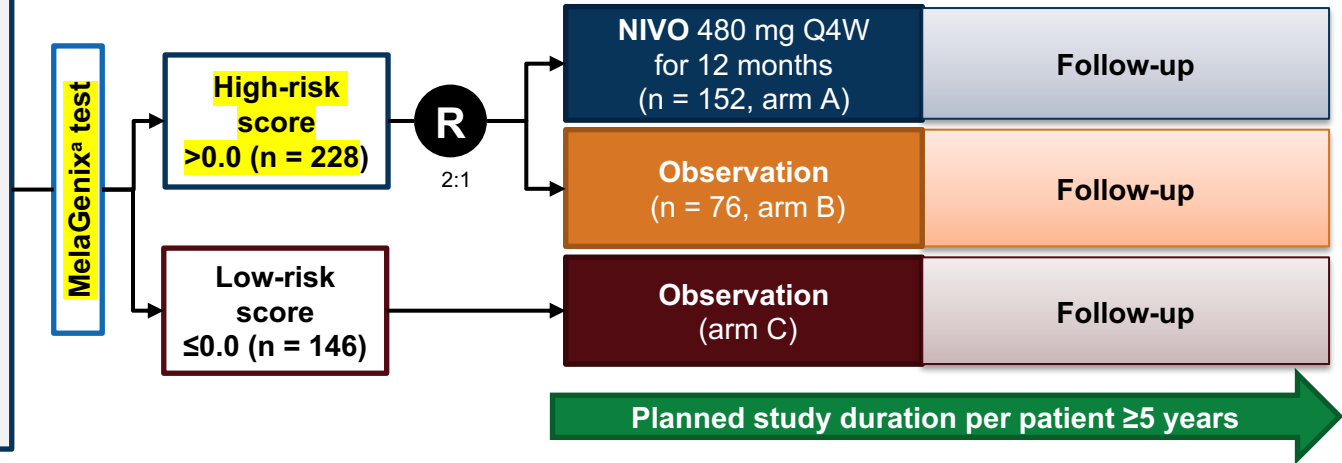 MelaGenixᵃ test
High-risk
score
>0.0 (n = 228)
R
2:1
Low-risk
score
≤0.0 (n = 146)
NIVO 480 mg Q4W
for 12 months
(n = 152, arm A)
Follow-up
Observation
(n = 76, arm B)
Follow-up
Observation
(arm C)
Follow-up
Planned study duration per patient ≥5 years